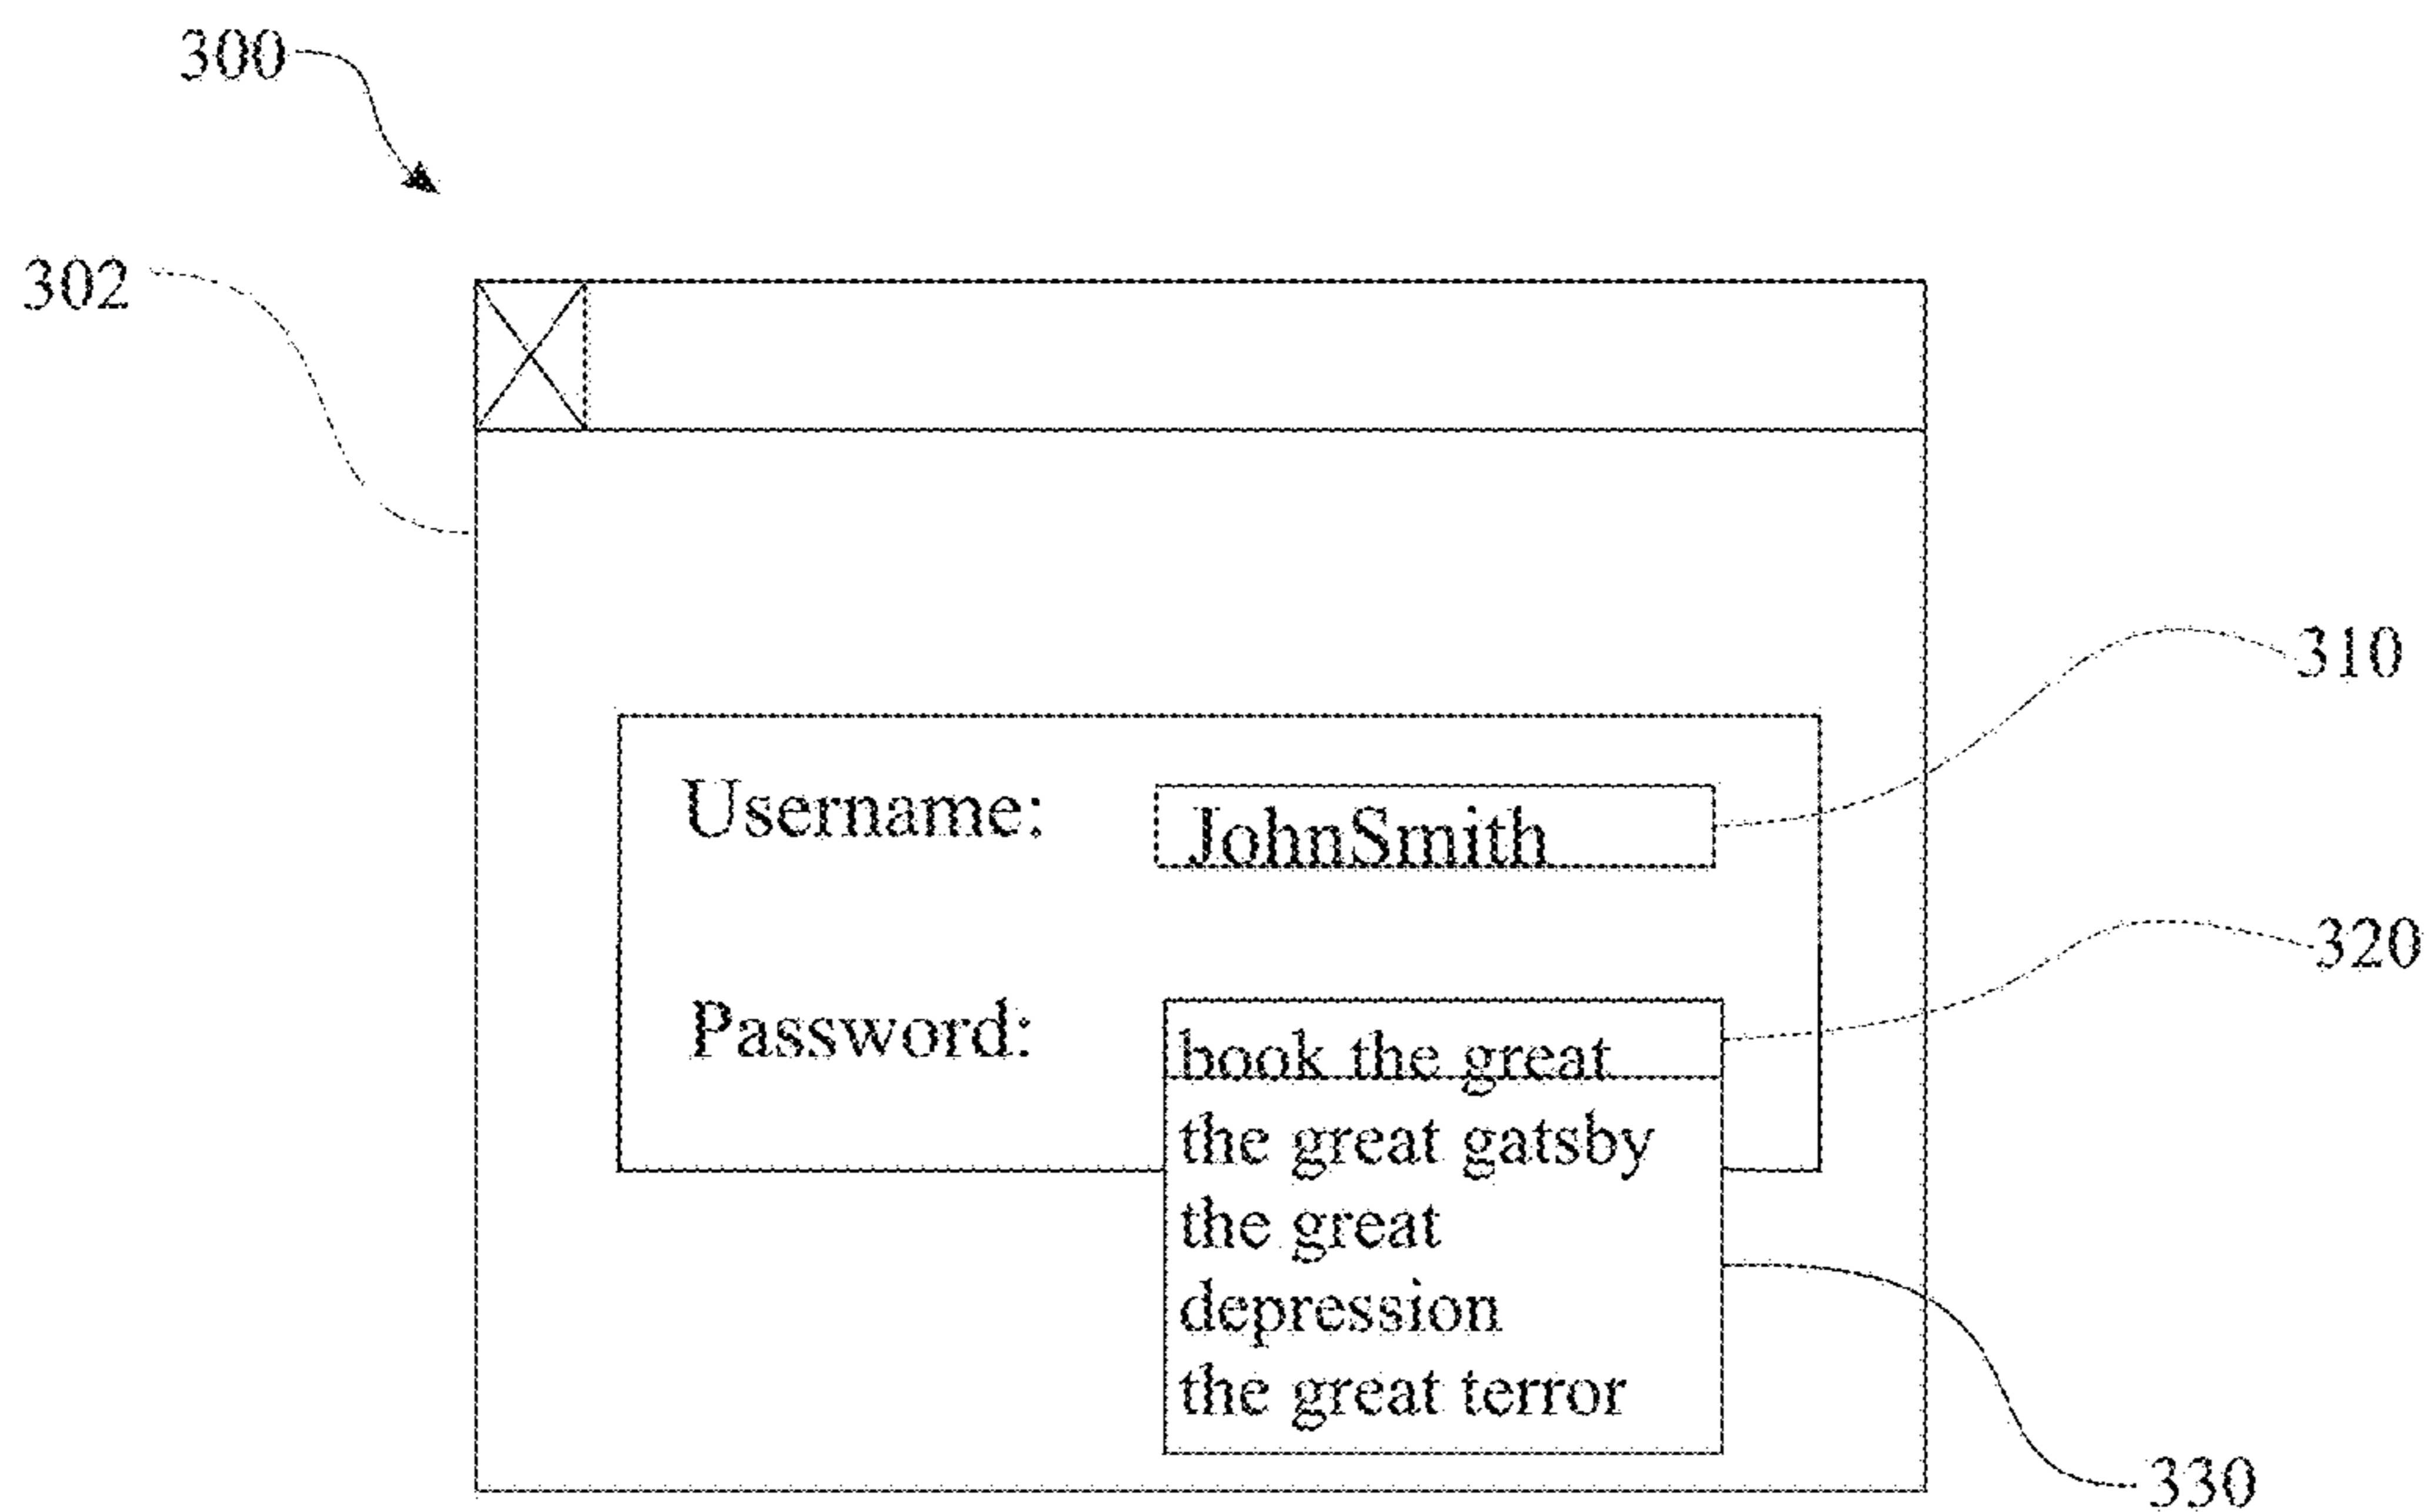 300
302
310
Username: JohnSmith
320
Password: book the great
the great gatsby
the great
depression
the great terror
330